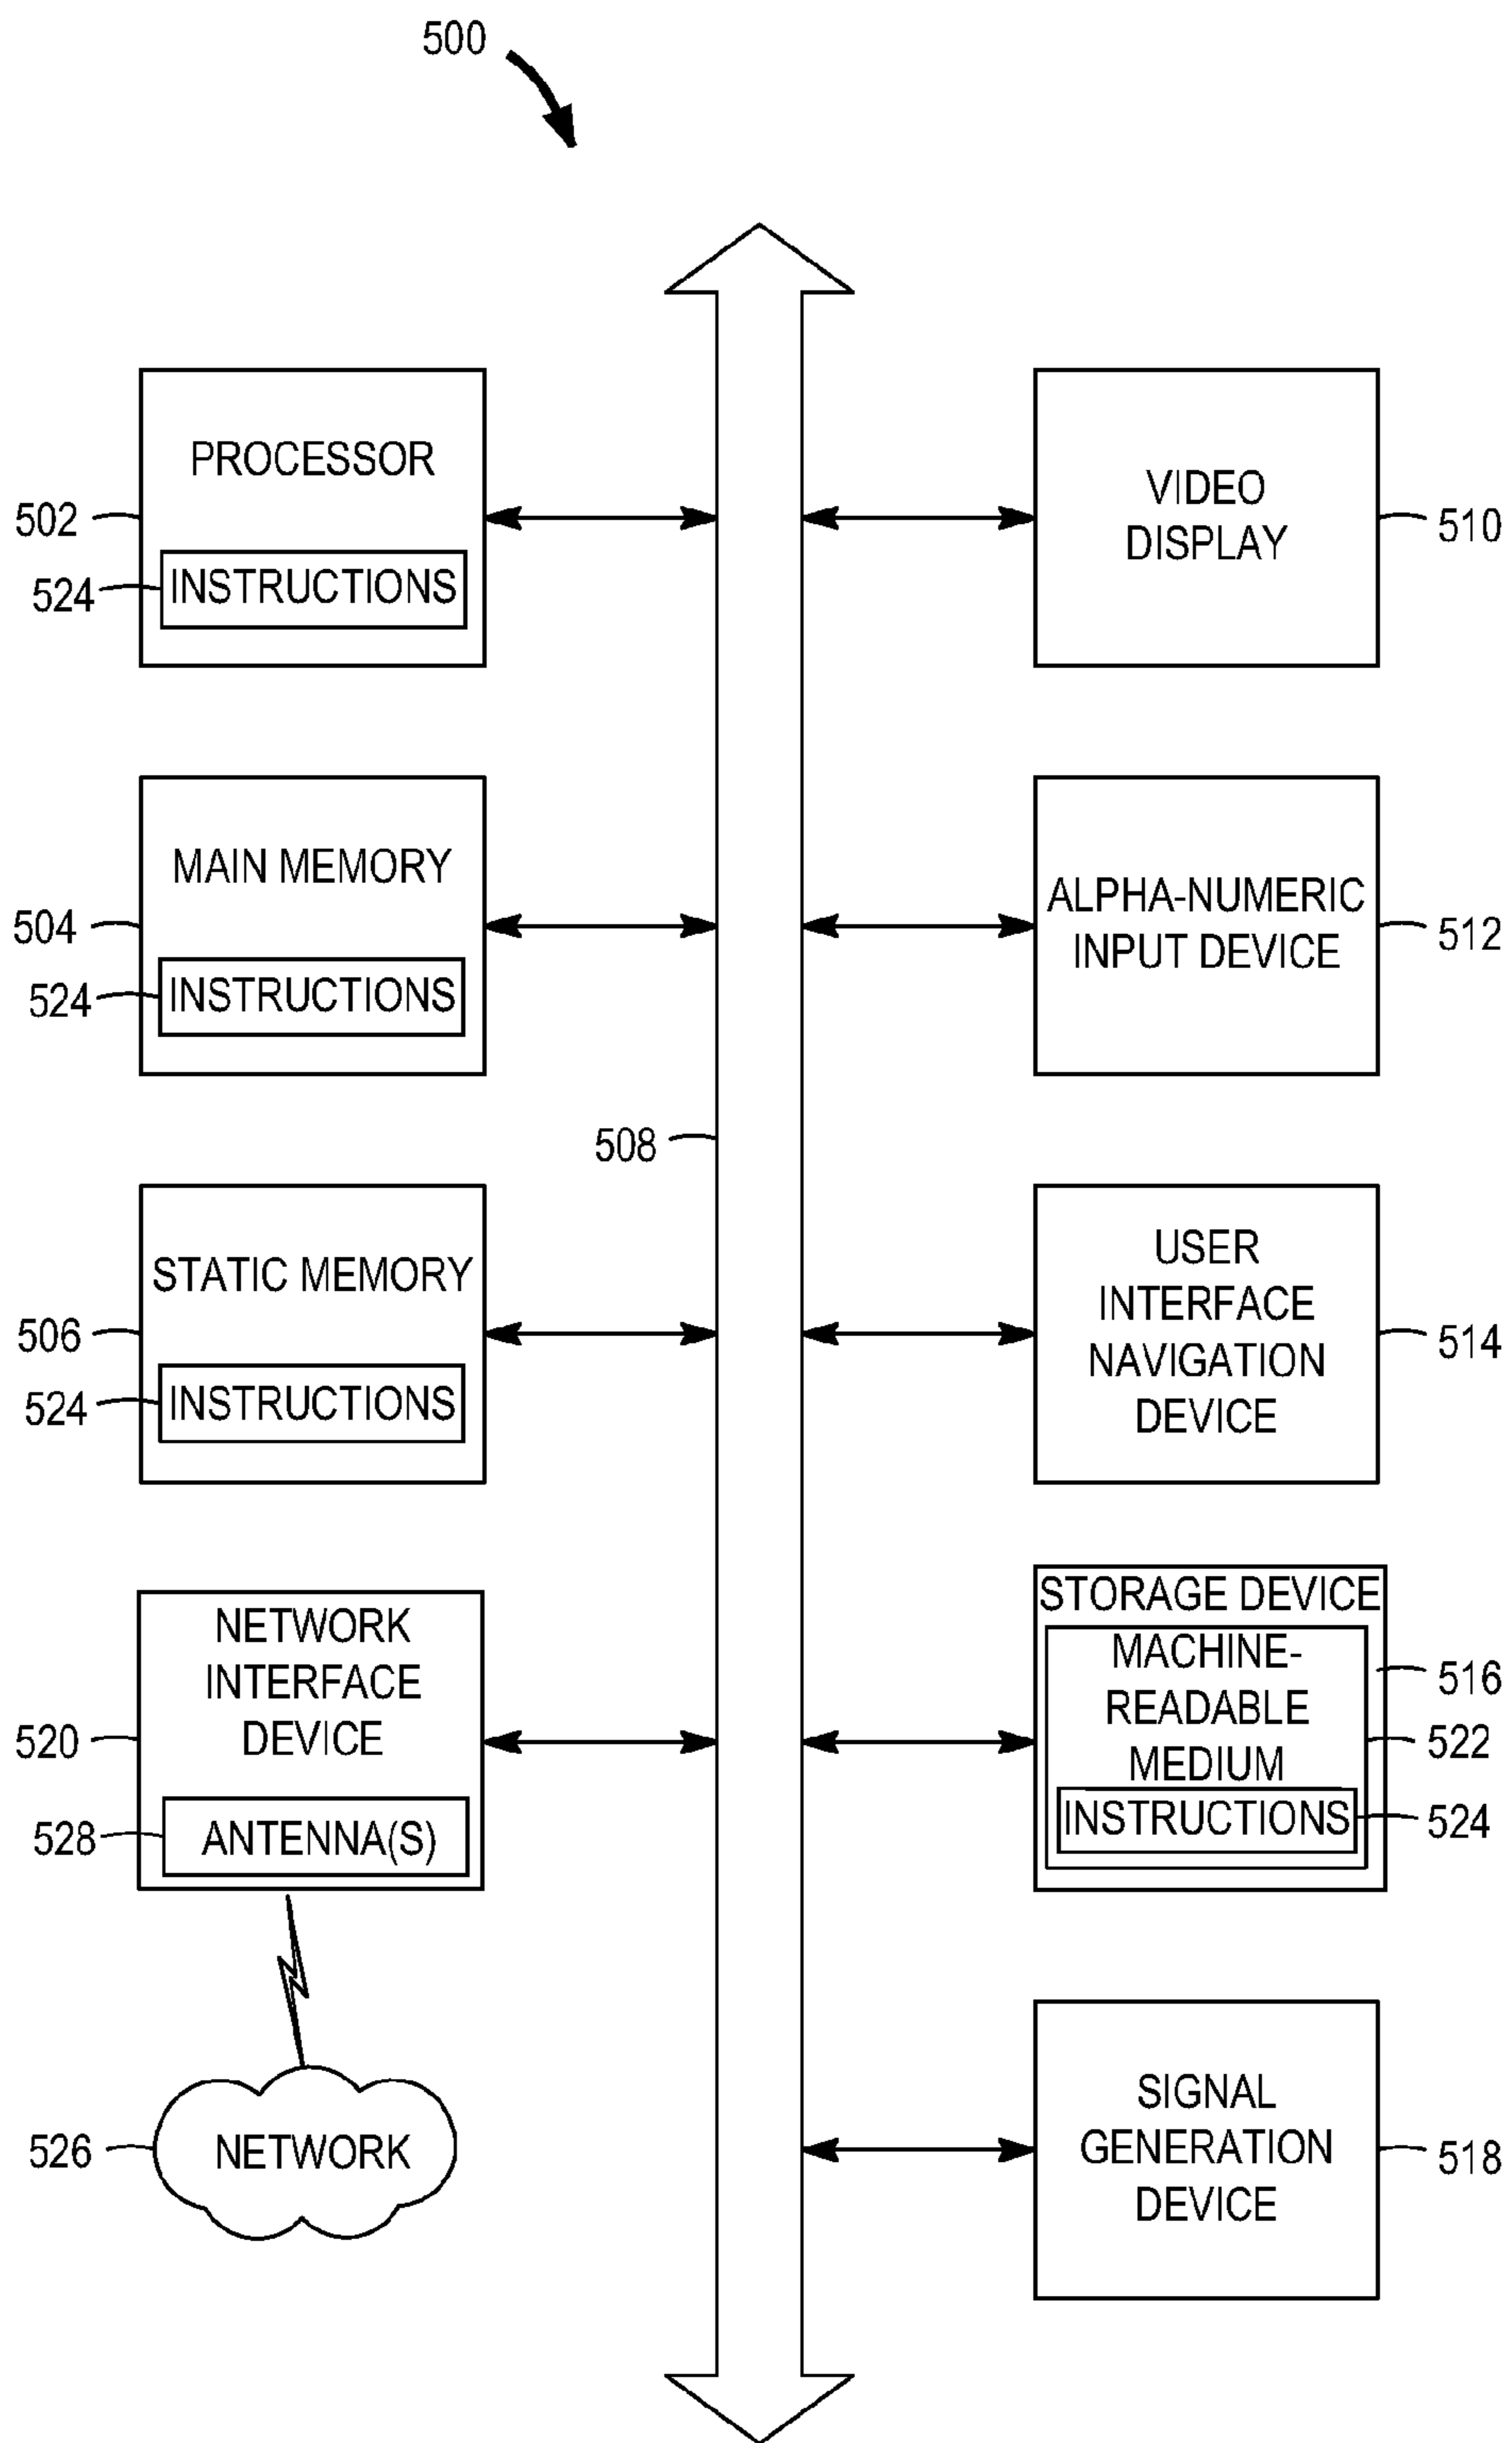 500
PROCESSOR
502
INSTRUCTIONS
524
VIDEO
DISPLAY
510
MAIN MEMORY
504
INSTRUCTIONS
524
ALPHA-NUMERIC
INPUT DEVICE
512
508
STATIC MEMORY
506
INSTRUCTIONS
524
USER
INTERFACE
NAVIGATION
DEVICE
514
NETWORK
INTERFACE
DEVICE
520
ANTENNA(S)
528
STORAGE DEVICE
516
MACHINE-
READABLE
MEDIUM
522
INSTRUCTIONS
524
NETWORK
526
SIGNAL
GENERATION
DEVICE
518